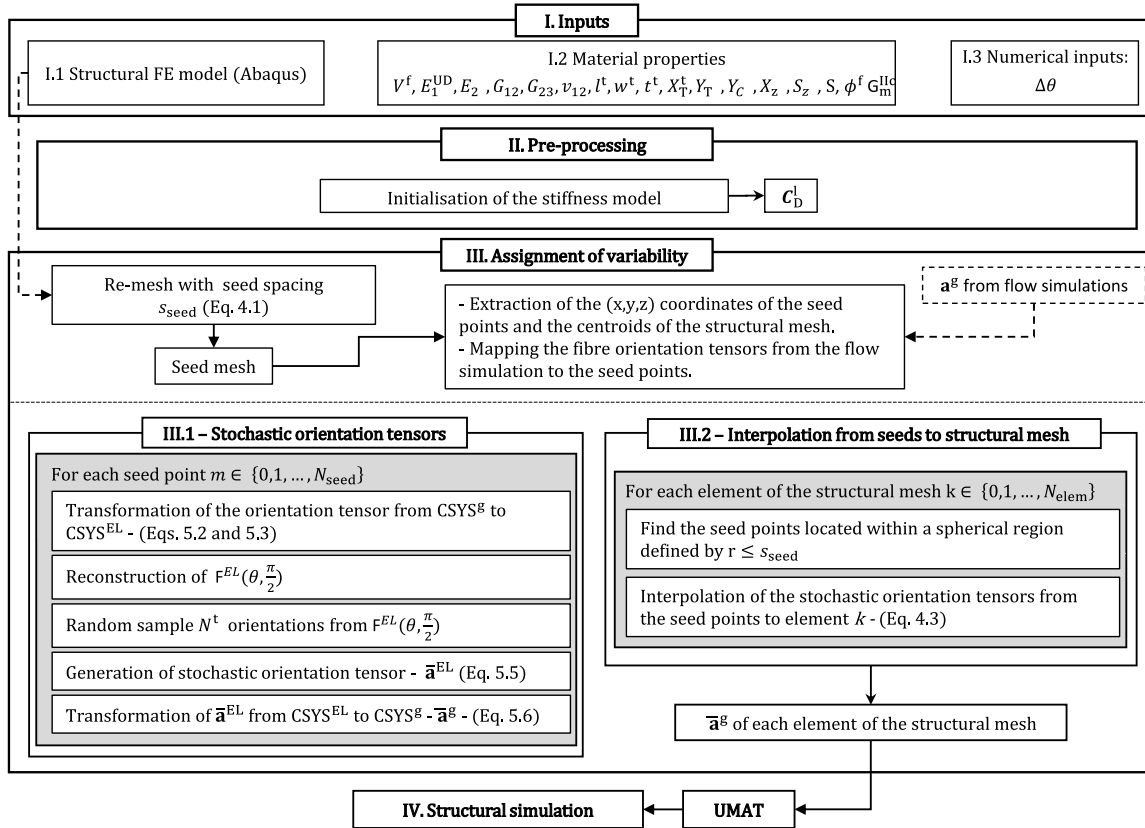 I. Inputs
I.1 Structural FE model (Abaqus)
I.2 Material properties
V^f, E_1^UD, E_2 , G_12, G_23, v_12, l^t, w^t, t^t, X_T^t, Y_T , Y_C , X_z , S_z , S, ϕ^f G_m^IIc
I.3 Numerical inputs:
Δθ
II. Pre-processing
Initialisation of the stiffness model
C_D^l
III. Assignment of variability
Re-mesh with seed spacing
s_seed (Eq. 4.1)
Seed mesh
- Extraction of the (x,y,z) coordinates of the seed
points and the centroids of the structural mesh.
- Mapping the fibre orientation tensors from the flow
simulation to the seed points.
a^g from flow simulations
III.1 – Stochastic orientation tensors
For each seed point m ∈ {0,1, … , N_seed}
Transformation of the orientation tensor from CSYS^g to
CSYS^EL - (Eqs. 5.2 and 5.3)
Reconstruction of F^EL(θ, π/2)
Random sample N^t orientations from F^EL(θ, π/2)
Generation of stochastic orientation tensor - a̅^EL (Eq. 5.5)
Transformation of a̅^EL from CSYS^EL to CSYS^g - a̅^g - (Eq. 5.6)
III.2 – Interpolation from seeds to structural mesh
For each element of the structural mesh k ∈ {0,1, … , N_elem}
Find the seed points located within a spherical region
defined by r ≤ s_seed
Interpolation of the stochastic orientation tensors from
the seed points to element k - (Eq. 4.3)
a̅^g of each element of the structural mesh
IV. Structural simulation
UMAT